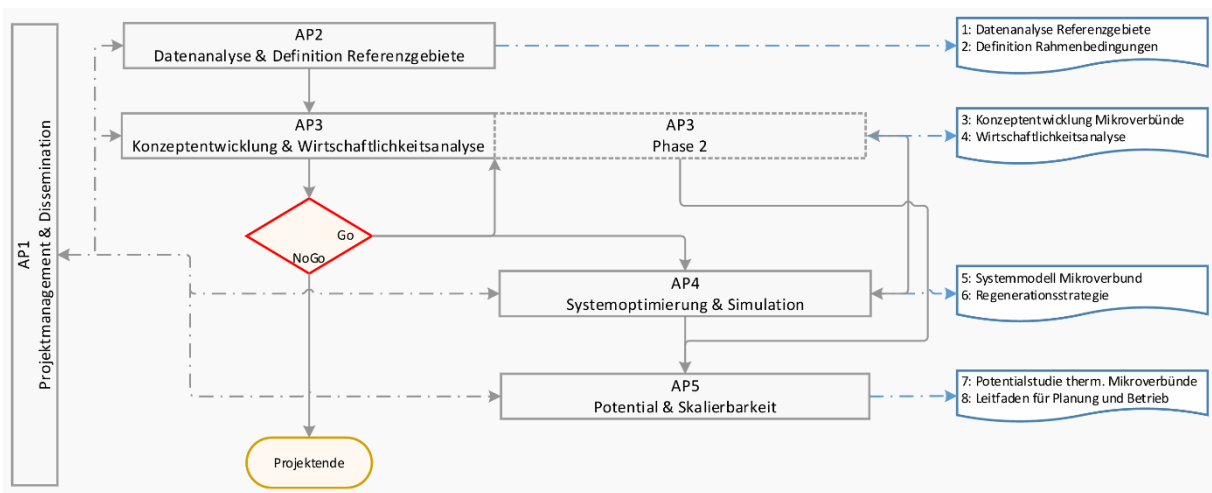 AP1
Projektmanagement & Dissemination
AP2
Datenanalyse & Definition Referenzgebiete
1: Datenanalyse Referenzgebiete
2: Definition Rahmenbedingungen
AP3
Konzeptentwicklung & Wirtschaftlichkeitsanalyse
AP3
Phase 2
3: Konzeptentwicklung Mikroverbünde
4: Wirtschaftlichkeitsanalyse
Go
NoGo
AP4
Systemoptimierung & Simulation
5: Systemmodell Mikroverbund
6: Regenerationsstrategie
AP5
Potential & Skalierbarkeit
7: Potentialstudie therm. Mikroverbünde
8: Leitfaden für Planung und Betrieb
Projektende